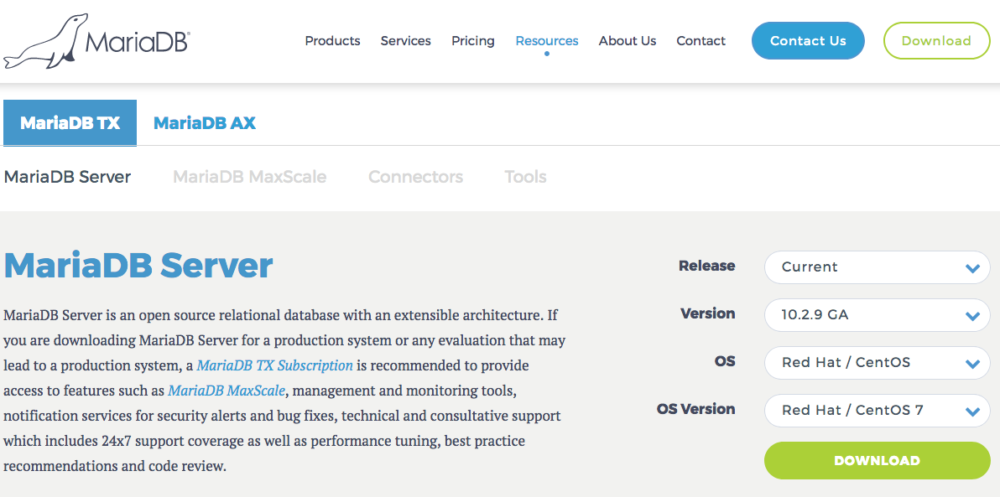 MariaDB®
Products Services Pricing Resources About Us Contact Contact Us Download
MariaDB TX MariaDB AX
MariaDB Server MariaDB MaxScale Connectors Tools
MariaDB Server
MariaDB Server is an open source relational database with an extensible architecture. If
you are downloading MariaDB Server for a production system or any evaluation that may
lead to a production system, a MariaDB TX Subscription is recommended to provide
access to features such as MariaDB MaxScale, management and monitoring tools,
notification services for security alerts and bug fixes, technical and consultative support
which includes 24x7 support coverage as well as performance tuning, best practice
recommendations and code review.
Release Current
Version 10.2.9 GA
OS Red Hat / CentOS
OS Version Red Hat / CentOS 7
DOWNLOAD